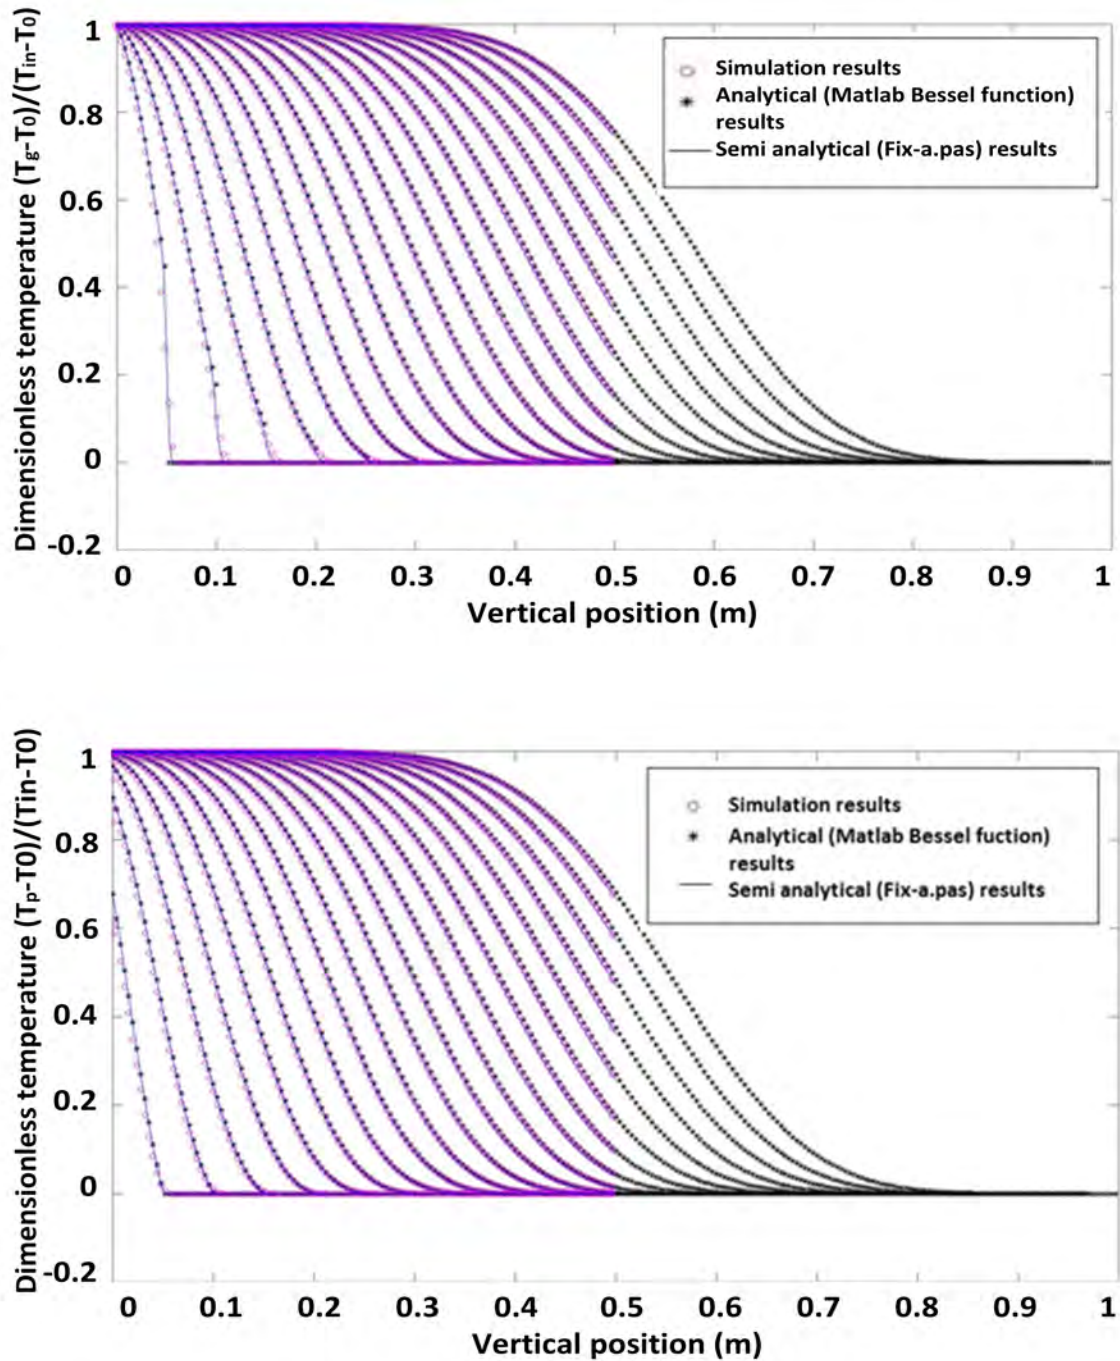 Dimensionless temperature (Tg-T0)/(Tin-T0)
1
0.8
0.6
0.4
0.2
0
-0.2
Simulation results
Analytical (Matlab Bessel function)
results
Semi analytical (Fix-a.pas) results
0 0.1 0.2 0.3 0.4 0.5 0.6 0.7 0.8 0.9 1
Vertical position (m)
Dimensionless temperature (Tp-T0)/(Tin-T0)
1
0.8
0.6
0.4
0.2
0
-0.2
Simulation results
Analytical (Matlab Bessel fuction)
results
Semi analytical (Fix-a.pas) results
0 0.1 0.2 0.3 0.4 0.5 0.6 0.7 0.8 0.9 1
Vertical position (m)